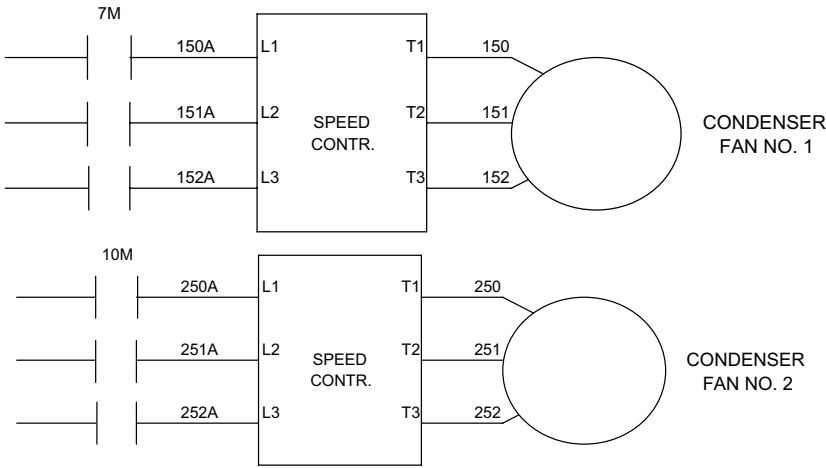 7M
150A L1 T1 150
151A L2 T2 151
SPEED
CONTR.
152A L3 T3 152
CONDENSER
FAN NO. 1
10M
250A L1 T1 250
251A L2 T2 251
SPEED
CONTR.
252A L3 T3 252
CONDENSER
FAN NO. 2